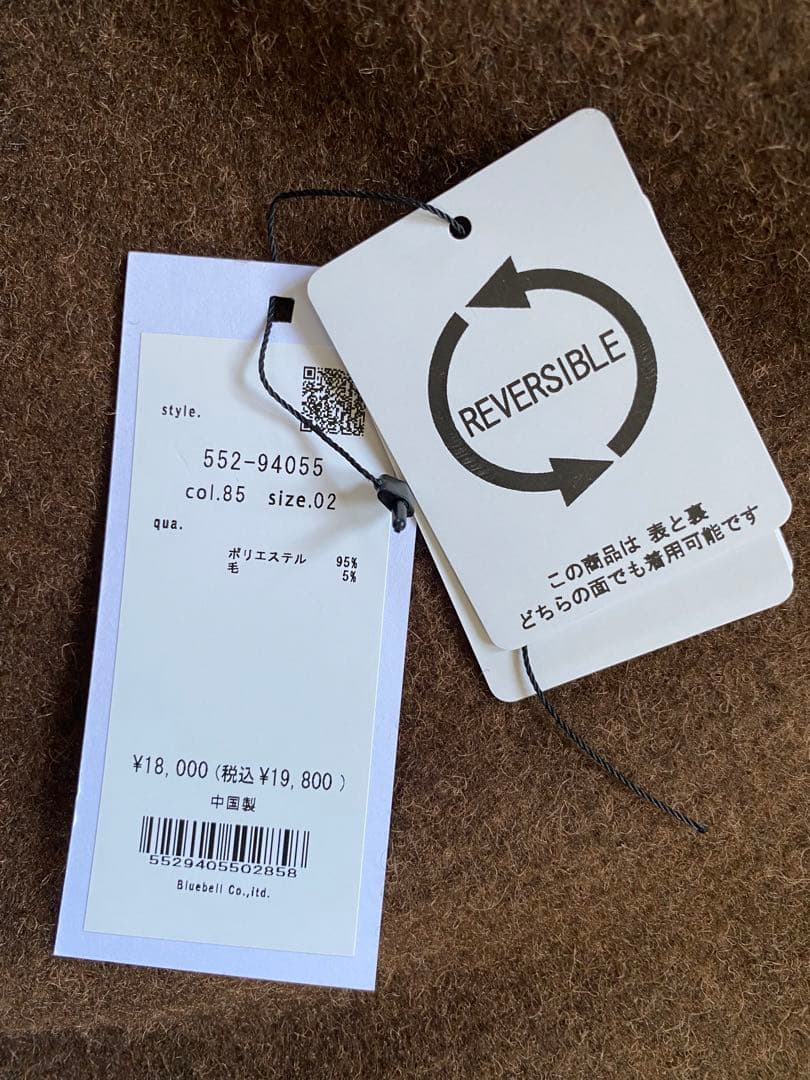 style.
552-94055
col.85 size.02
qua.
ポリエステル 95%
毛 5%
¥18,000(税込¥19,800)
中国製
5529405502858
Bluebell Co.,ltd.
REVERSIBLE
この商品は 表と裏
どちらの面でも着用可能です